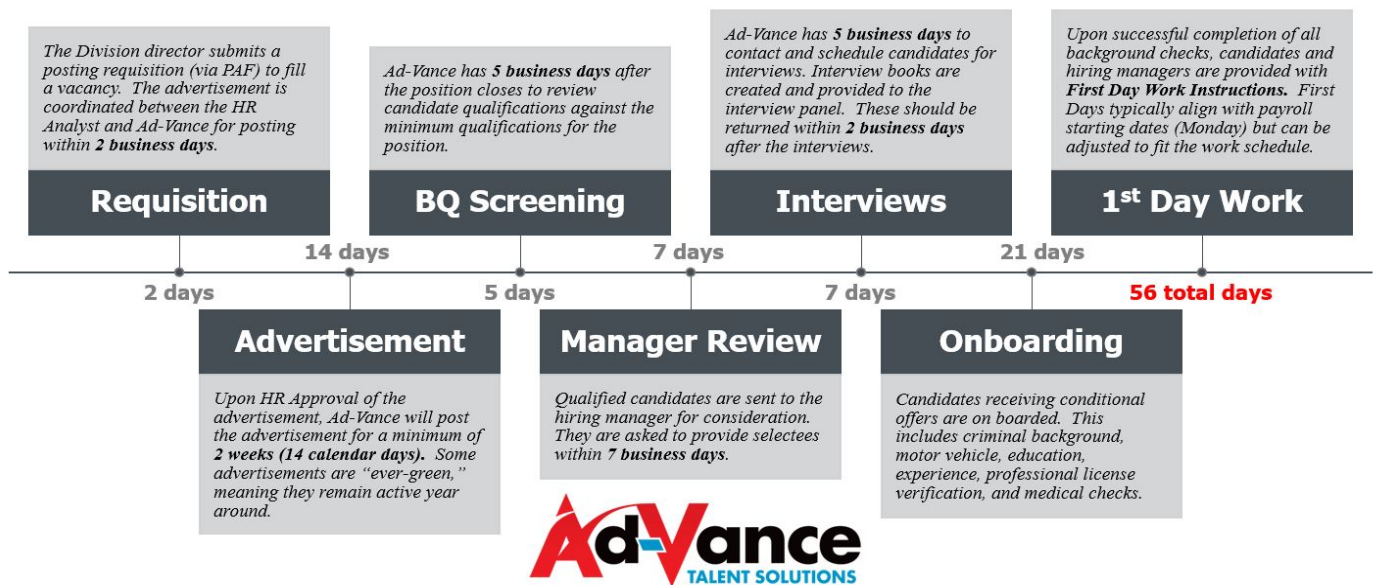 The Division director submits a
posting requisition (via PAF) to fill
a vacancy. The advertisement is
coordinated between the HR
Analyst and Ad-Vance for posting
within 2 business days.
Requisition
Ad-Vance has 5 business days after
the position closes to review
candidate qualifications against the
minimum qualifications for the
position.
BQ Screening
Ad-Vance has 5 business days to
contact and schedule candidates for
interviews. Interview books are
created and provided to the
interview panel. These should be
returned within 2 business days
after the interviews.
Interviews
Upon successful completion of all
background checks, candidates and
hiring managers are provided with
First Day Work Instructions. First
Days typically align with payroll
starting dates (Monday) but can be
adjusted to fit the work schedule.
1st Day Work
14 days
7 days
21 days
2 days
5 days
7 days
56 total days
Advertisement
Upon HR Approval of the
advertisement, Ad-Vance will post
the advertisement for a minimum of
2 weeks (14 calendar days). Some
advertisements are “ever-green,”
meaning they remain active year
around.
Manager Review
Qualified candidates are sent to the
hiring manager for consideration.
They are asked to provide selectees
within 7 business days.
Onboarding
Candidates receiving conditional
offers are on boarded. This
includes criminal background,
motor vehicle, education,
experience, professional license
verification, and medical checks.
Ad-Vance
TALENT SOLUTIONS